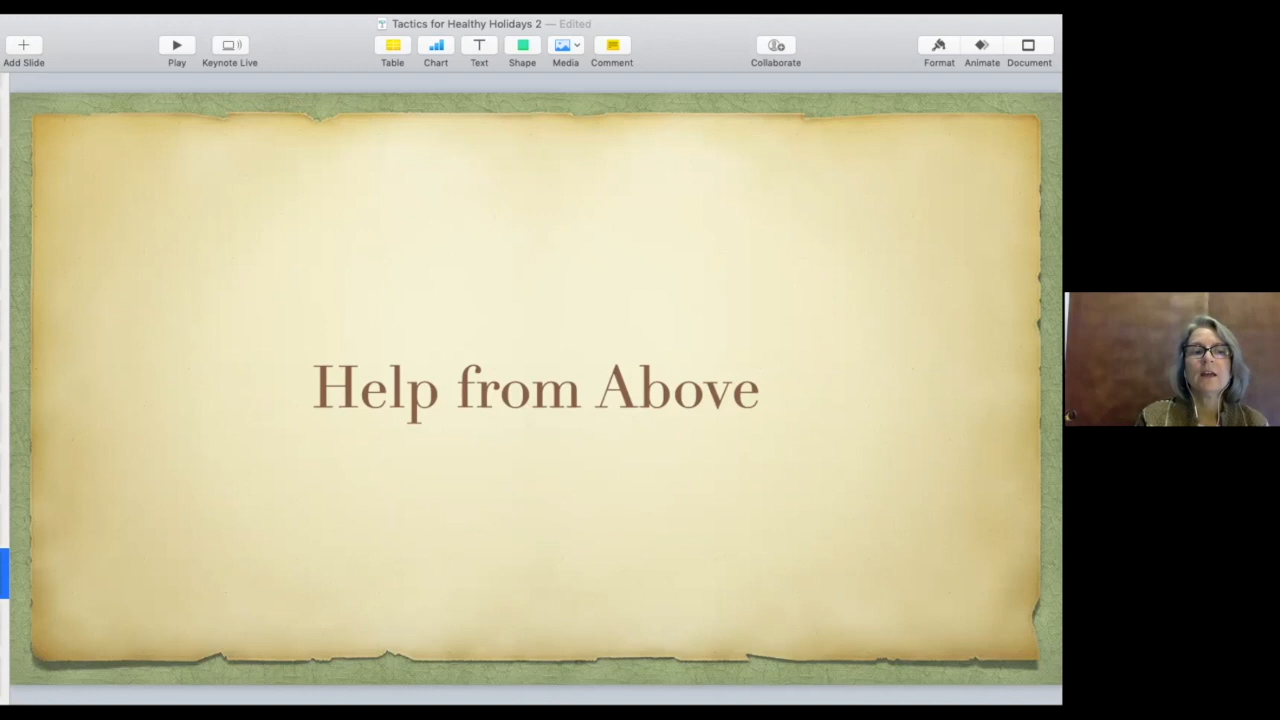 Tactics for Healthy Holidays 2 — Edited
Add Slide
Play
Keynote Live
Table
Chart
Text
Shape
Media
Comment
Collaborate
Format
Animate
Document
Help from Above